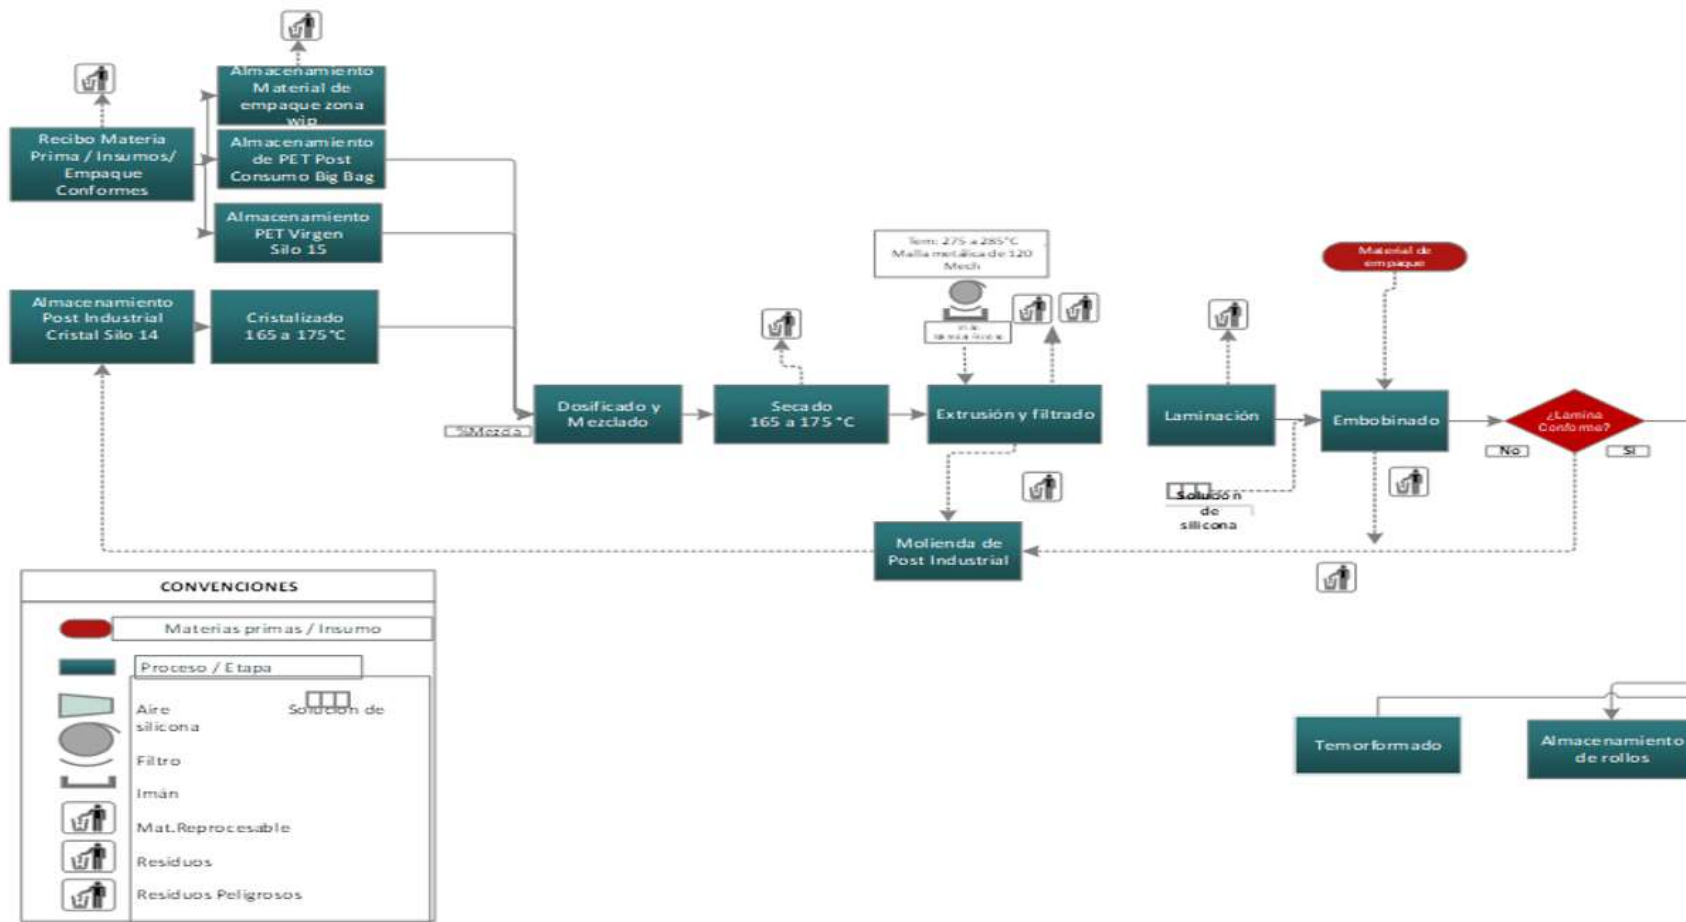 Almacenamiento
Material de
empaque zona
wip
Recibo Materia
Prima / Insumos/
Empaque
Conformes
Almacenamiento
de PET Post
Consumo Big Bag
Almacenamiento
PET Virgen
Silo 15
Almacenamiento
Post Industrial
Cristal Silo 14
Cristalizado
165 a 175°C
%Mezcla
Dosificado y
Mezclado
Secado
165 a 175 °C
Tem: 275 a 285°C
Malla metálica de 120
Mech
Extrusión y filtrado
Molienda de
Post Industrial
Laminación
Solución
de
silicona
Material de
empaque
Embobinado
¿Lamina
Conforme?
No
Si
Temorformado
Almacenamiento
de rollos
CONVENCIONES
Materias primas / Insumo
Proceso / Etapa
Aire
Solución de
silicona
Filtro
Imán
Mat.Reprocesable
Residuos
Residuos Peligrosos